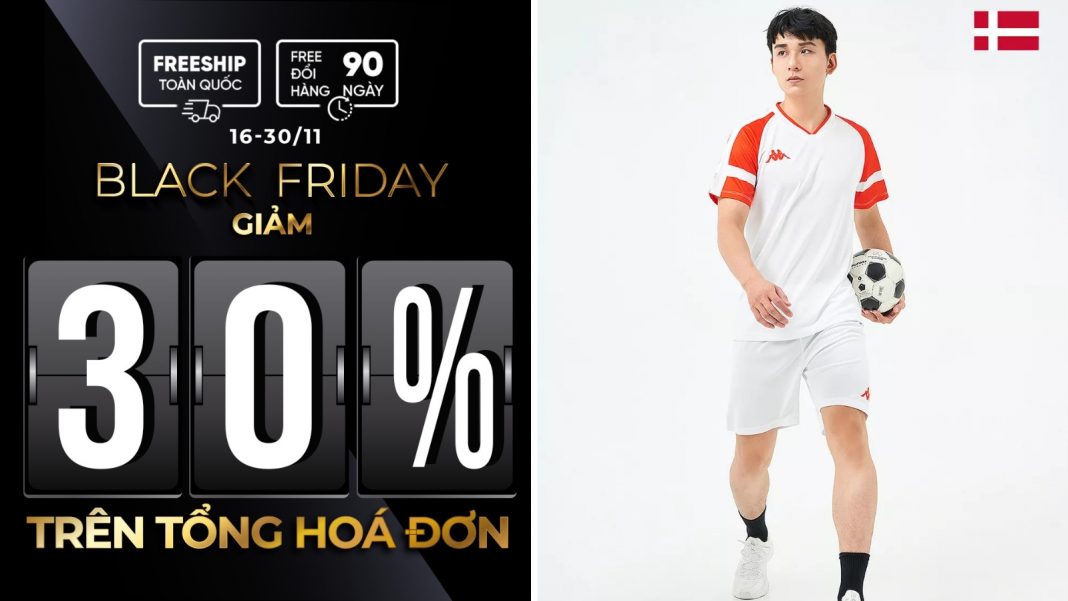 FREESHIP
TOÀN QUỐC
FREE
ĐỔI
HÀNG
90
NGÀY
16-30/11
BLACK FRIDAY
GIẢM
30%
TRÊN TỔNG HOÁ ĐƠN